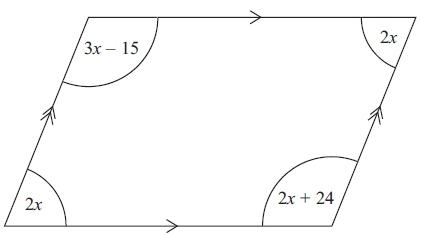 3x – 15
2x
2x
2x + 24